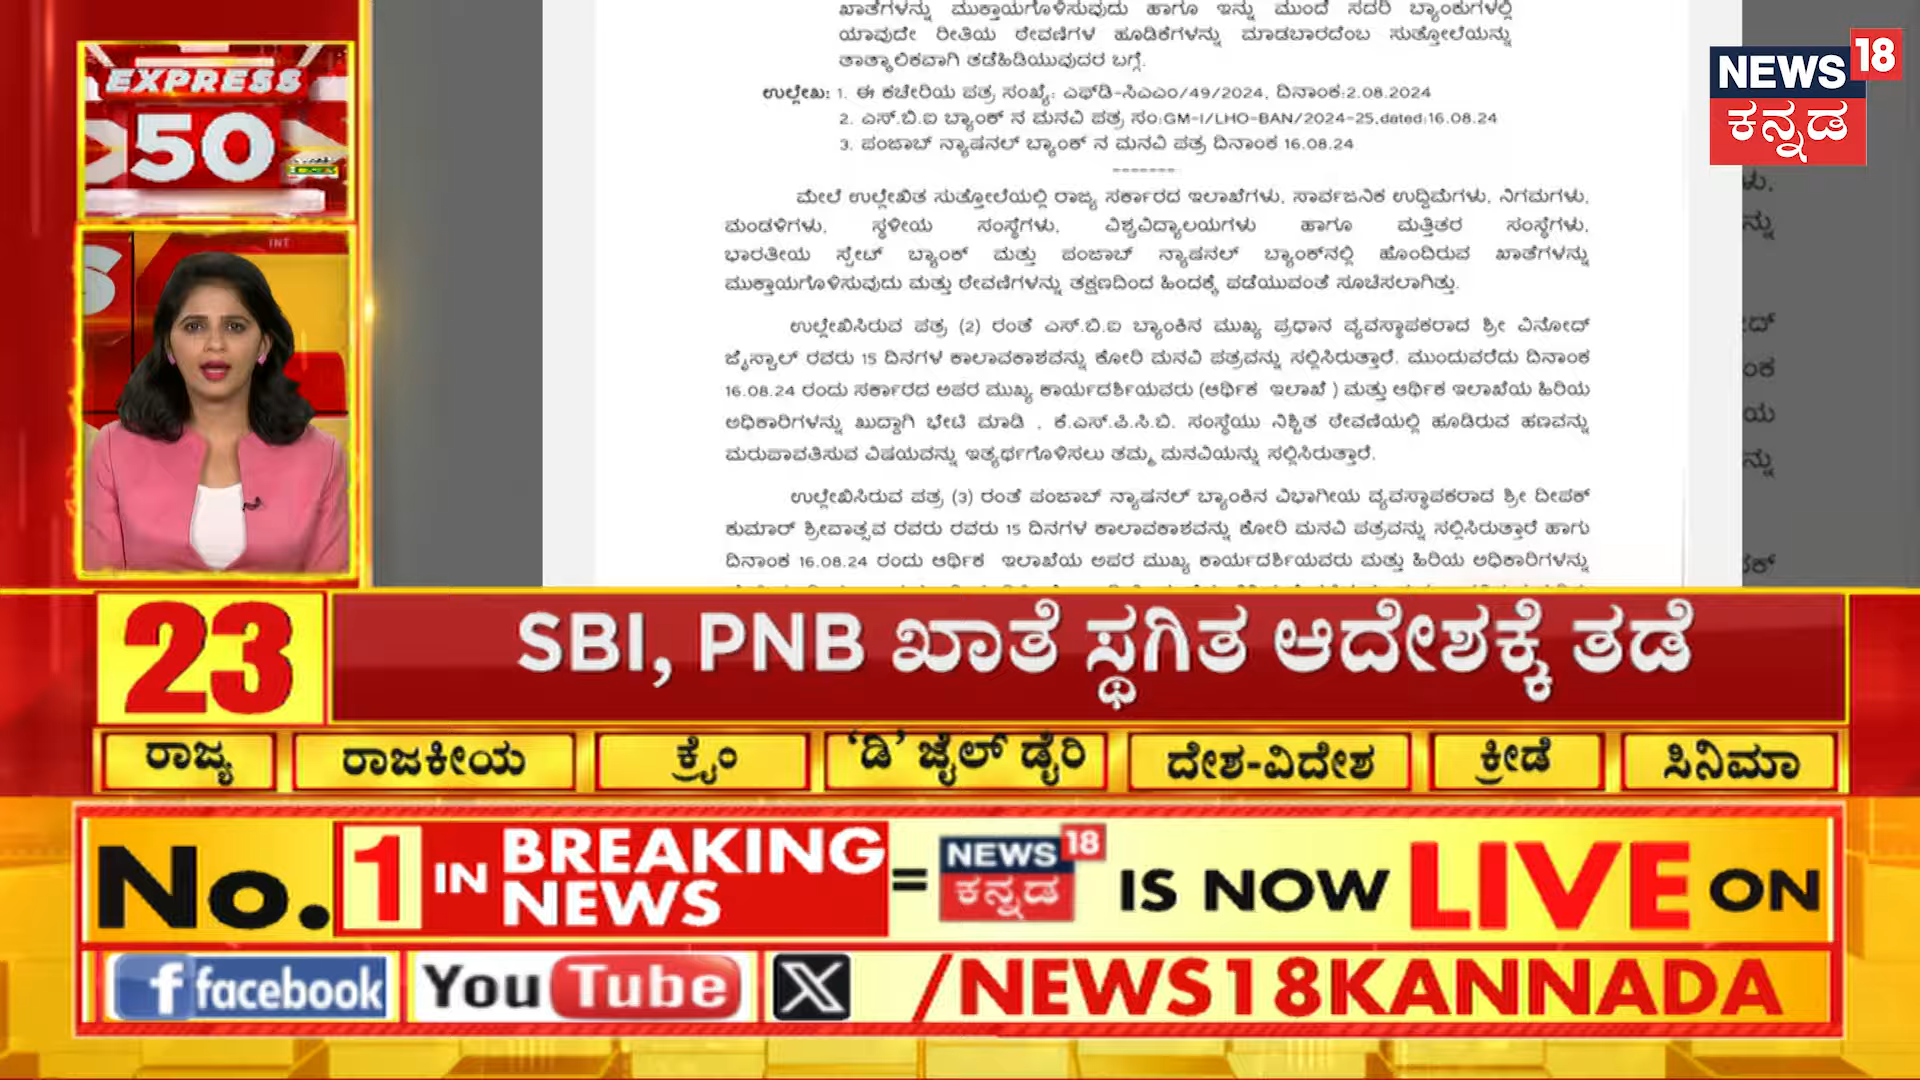 ಖಾತೆಗಳನ್ನು ಮುಕ್ತಾಯಗೊಳಿಸುವುದು ಹಾಗೂ ಇನ್ನು ಮುಂದೆ ಸದರಿ ಬ್ಯಾಂಕುಗಳಲ್ಲಿ
ಯಾವುದೇ ರೀತಿಯ ಠೇವಣಿಗಳ ಹೂಡಿಕೆಗಳನ್ನು ಮಾಡಬಾರದೆಂಬ ಸುತ್ತೋಲೆಯನ್ನು
ತಾತ್ಕಾಲಿಕವಾಗಿ ತಡೆಹಿಡಿಯುವುದರ ಬಗ್ಗೆ.
ಉಲ್ಲೇಖ: 1. ಈ ಕಚೇರಿಯ ಪತ್ರ ಸಂಖ್ಯೆ: ಎಫ್‌ಡಿ-ಸಿಎಎಂ/49/2024, ದಿನಾಂಕ:2.08.2024
2. ಎಸ್.ಬಿ.ಐ ಬ್ಯಾಂಕ್ ನ ಮನವಿ ಪತ್ರ ಸಂ:GM-I/LHO-BAN/2024-25,dated:16.08.24
3. ಪಂಜಾಬ್ ನ್ಯಾಷನಲ್ ಬ್ಯಾಂಕ್ ನ ಮನವಿ ಪತ್ರ ದಿನಾಂಕ 16.08.24
-------
ಮೇಲೆ ಉಲ್ಲೇಖಿತ ಸುತ್ತೋಲೆಯಲ್ಲಿ ರಾಜ್ಯ ಸರ್ಕಾರದ ಇಲಾಖೆಗಳು, ಸಾರ್ವಜನಿಕ ಉದ್ದಿಮೆಗಳು, ನಿಗಮಗಳು,
ಮಂಡಳಿಗಳು, ಸ್ಥಳೀಯ ಸಂಸ್ಥೆಗಳು, ವಿಶ್ವವಿದ್ಯಾಲಯಗಳು ಹಾಗೂ ಮತ್ತಿತರ ಸಂಸ್ಥೆಗಳು,
ಭಾರತೀಯ ಸ್ಟೇಟ್ ಬ್ಯಾಂಕ್ ಮತ್ತು ಪಂಜಾಬ್ ನ್ಯಾಷನಲ್ ಬ್ಯಾಂಕ್‌ನಲ್ಲಿ ಹೊಂದಿರುವ ಖಾತೆಗಳನ್ನು
ಮುಕ್ತಾಯಗೊಳಿಸುವುದು ಮತ್ತು ಠೇವಣಿಗಳನ್ನು ತಕ್ಷಣದಿಂದ ಹಿಂದಕ್ಕೆ ಪಡೆಯುವಂತೆ ಸೂಚಿಸಲಾಗಿತ್ತು.
ಉಲ್ಲೇಖಿಸಿರುವ ಪತ್ರ (2) ರಂತೆ ಎಸ್.ಬಿ.ಐ ಬ್ಯಾಂಕಿನ ಮುಖ್ಯ ಪ್ರಧಾನ ವ್ಯವಸ್ಥಾಪಕರಾದ ಶ್ರೀ ವಿನೋದ್
ಜೈಸ್ವಾಲ್ ರವರು 15 ದಿನಗಳ ಕಾಲಾವಕಾಶವನ್ನು ಕೋರಿ ಮನವಿ ಪತ್ರವನ್ನು ಸಲ್ಲಿಸಿರುತ್ತಾರೆ. ಮುಂದುವರೆದು ದಿನಾಂಕ
16.08.24 ರಂದು ಸರ್ಕಾರದ ಅಪರ ಮುಖ್ಯ ಕಾರ್ಯದರ್ಶಿಯವರು (ಆರ್ಥಿಕ ಇಲಾಖೆ ) ಮತ್ತು ಆರ್ಥಿಕ ಇಲಾಖೆಯ ಹಿರಿಯ
ಅಧಿಕಾರಿಗಳನ್ನು ಖುದ್ದಾಗಿ ಭೇಟಿ ಮಾಡಿ , ಕೆ.ಎಸ್.ಪಿ.ಸಿ.ಬಿ. ಸಂಸ್ಥೆಯು ನಿಶ್ಚಿತ ಠೇವಣಿಯಲ್ಲಿ ಹೂಡಿರುವ ಹಣವನ್ನು
ಮರುಪಾವತಿಸುವ ವಿಷಯವನ್ನು ಇತ್ಯರ್ಥಗೊಳಿಸಲು ತಮ್ಮ ಮನವಿಯನ್ನು ಸಲ್ಲಿಸಿರುತ್ತಾರೆ.
ಉಲ್ಲೇಖಿಸಿರುವ ಪತ್ರ (3) ರಂತೆ ಪಂಜಾಬ್ ನ್ಯಾಷನಲ್ ಬ್ಯಾಂಕಿನ ವಿಭಾಗೀಯ ವ್ಯವಸ್ಥಾಪಕರಾದ ಶ್ರೀ ದೀಪಕ್
ಕುಮಾರ್ ಶ್ರೀವಾತ್ಸವ ರವರು ರವರು 15 ದಿನಗಳ ಕಾಲಾವಕಾಶವನ್ನು ಕೋರಿ ಮನವಿ ಪತ್ರವನ್ನು ಸಲ್ಲಿಸಿರುತ್ತಾರೆ ಹಾಗು
ದಿನಾಂಕ 16.08.24 ರಂದು ಆರ್ಥಿಕ ಇಲಾಖೆಯ ಅಪರ ಮುಖ್ಯ ಕಾರ್ಯದರ್ಶಿಯವರು ಮತ್ತು ಹಿರಿಯ ಅಧಿಕಾರಿಗಳನ್ನು
EXPRESS
50
NEWS 18
ಕನ್ನಡ
23
SBI, PNB ಖಾತೆ ಸ್ಥಗಿತ ಆದೇಶಕ್ಕೆ ತಡೆ
ರಾಜ್ಯ ರಾಜಕೀಯ ಕ್ರೈಂ ‘ಡಿ’ ಜೈಲ್ ಡೈರಿ ದೇಶ-ವಿದೇಶ ಕ್ರೀಡೆ ಸಿನಿಮಾ
No. 1 IN BREAKING NEWS = NEWS 18 ಕನ್ನಡ IS NOW LIVE ON
facebook YouTube X /NEWS18KANNADA